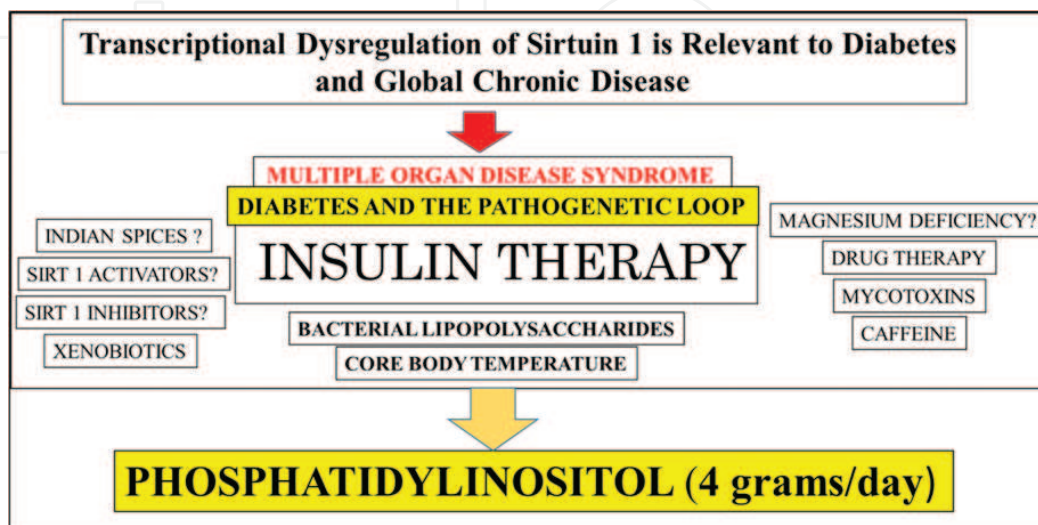 Transcriptional Dysregulation of Sirtuin 1 is Relevant to Diabetes
and Global Chronic Disease
MULTIPLE ORGAN DISEASE SYNDROME
DIABETES AND THE PATHOGENETIC LOOP
INSULIN THERAPY
INDIAN SPICES ?
SIRT 1 ACTIVATORS?
SIRT 1 INHIBITORS?
XENOBIOTICS
BACTERIAL LIPOPOLYSACCHARIDES
CORE BODY TEMPERATURE
MAGNESIUM DEFICIENCY?
DRUG THERAPY
MYCOTOXINS
CAFFEINE
PHOSPHATIDYLINOSITOL (4 grams/day)